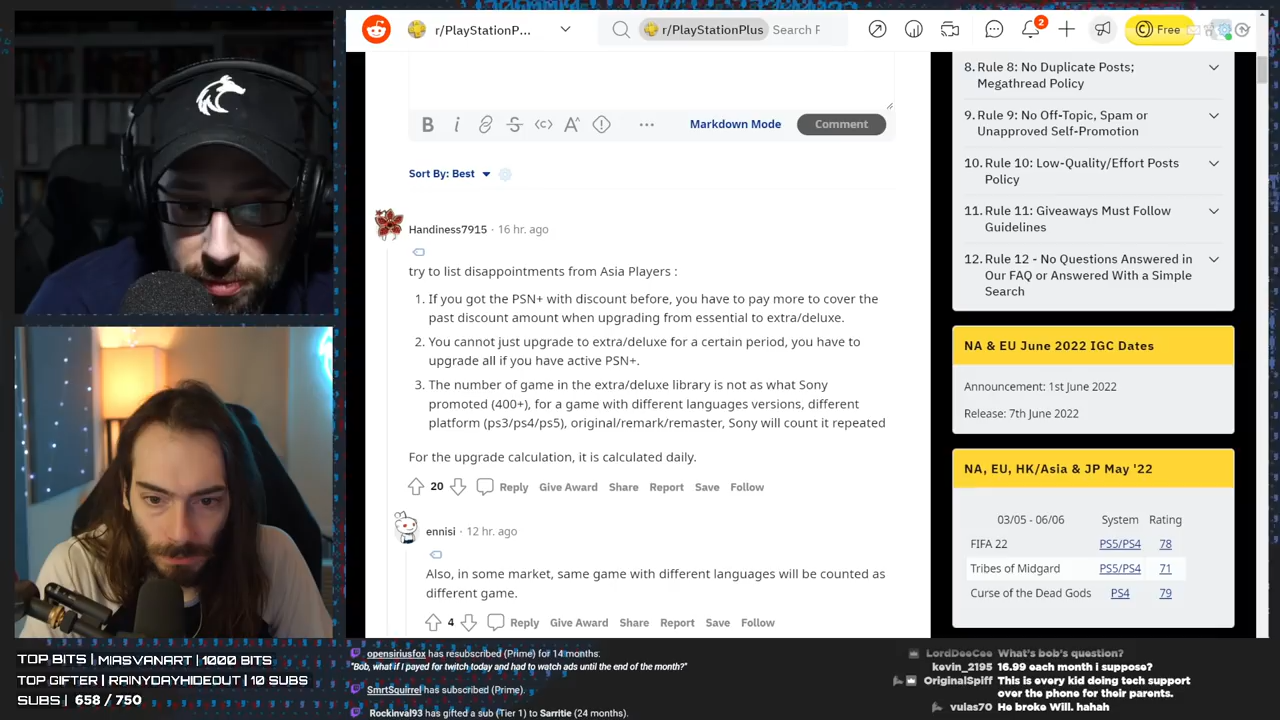 r/PlayStationP...
r/PlayStationPlus
Search F
2
Free
8. Rule 8: No Duplicate Posts;
Megathread Policy
9. Rule 9: No Off-Topic, Spam or
Unapproved Self-Promotion
10. Rule 10: Low-Quality/Effort Posts
Policy
11. Rule 11: Giveaways Must Follow
Guidelines
12. Rule 12 - No Questions Answered in
Our FAQ or Answered With a Simple
Search
B i S <c> A ...
Markdown Mode
Comment
Sort By: Best
Handiness7915 · 16 hr. ago
try to list disappointments from Asia Players :
1. If you got the PSN+ with discount before, you have to pay more to cover the
past discount amount when upgrading from essential to extra/deluxe.
2. You cannot just upgrade to extra/deluxe for a certain period, you have to
upgrade all if you have active PSN+.
3. The number of game in the extra/deluxe library is not as what Sony
promoted (400+), for a game with different languages versions, different
platform (ps3/ps4/ps5), original/remark/remaster, Sony will count it repeated
For the upgrade calculation, it is calculated daily.
20 Reply Give Award Share Report Save Follow
ennisi · 12 hr. ago
Also, in some market, same game with different languages will be counted as
different game.
4 Reply Give Award Share Report Save Follow
NA & EU June 2022 IGC Dates
Announcement: 1st June 2022
Release: 7th June 2022
NA, EU, HK/Asia & JP May '22
03/05 - 06/06 System Rating
FIFA 22 PS5/PS4 78
Tribes of Midgard PS5/PS4 71
Curse of the Dead Gods PS4 79
TOP BITS | MIASVANART | 1000 BITS
TOP GIFTER | RAINYDAYHIDEOUT | 10 SUBS
SUBS | 658 / 750
opensiriusfox has resubscribed (Prime) for 14 months:
"Bob, what if I payed for twitch today and had to watch ads until the end of the month?"
SmrtSquirrel has subscribed (Prime).
Rockinval93 has gifted a sub (Tier 1) to Sarritie (24 months).
LordDeeCee What's bob's question?
kevin_2195 16.99 each month i suppose?
OriginalSpiff This is every kid doing tech support
over the phone for their parents.
vulas70 He broke Will. hahah